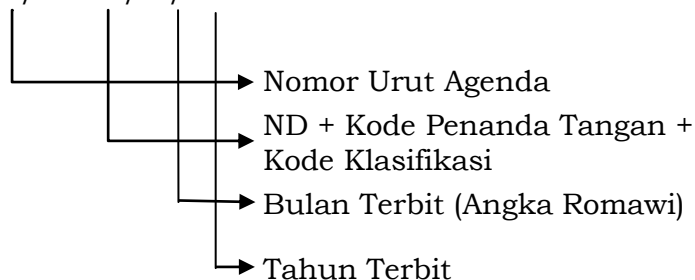 Nomor Urut Agenda
ND + Kode Penanda Tangan +
Kode Klasifikasi
Bulan Terbit (Angka Romawi)
Tahun Terbit